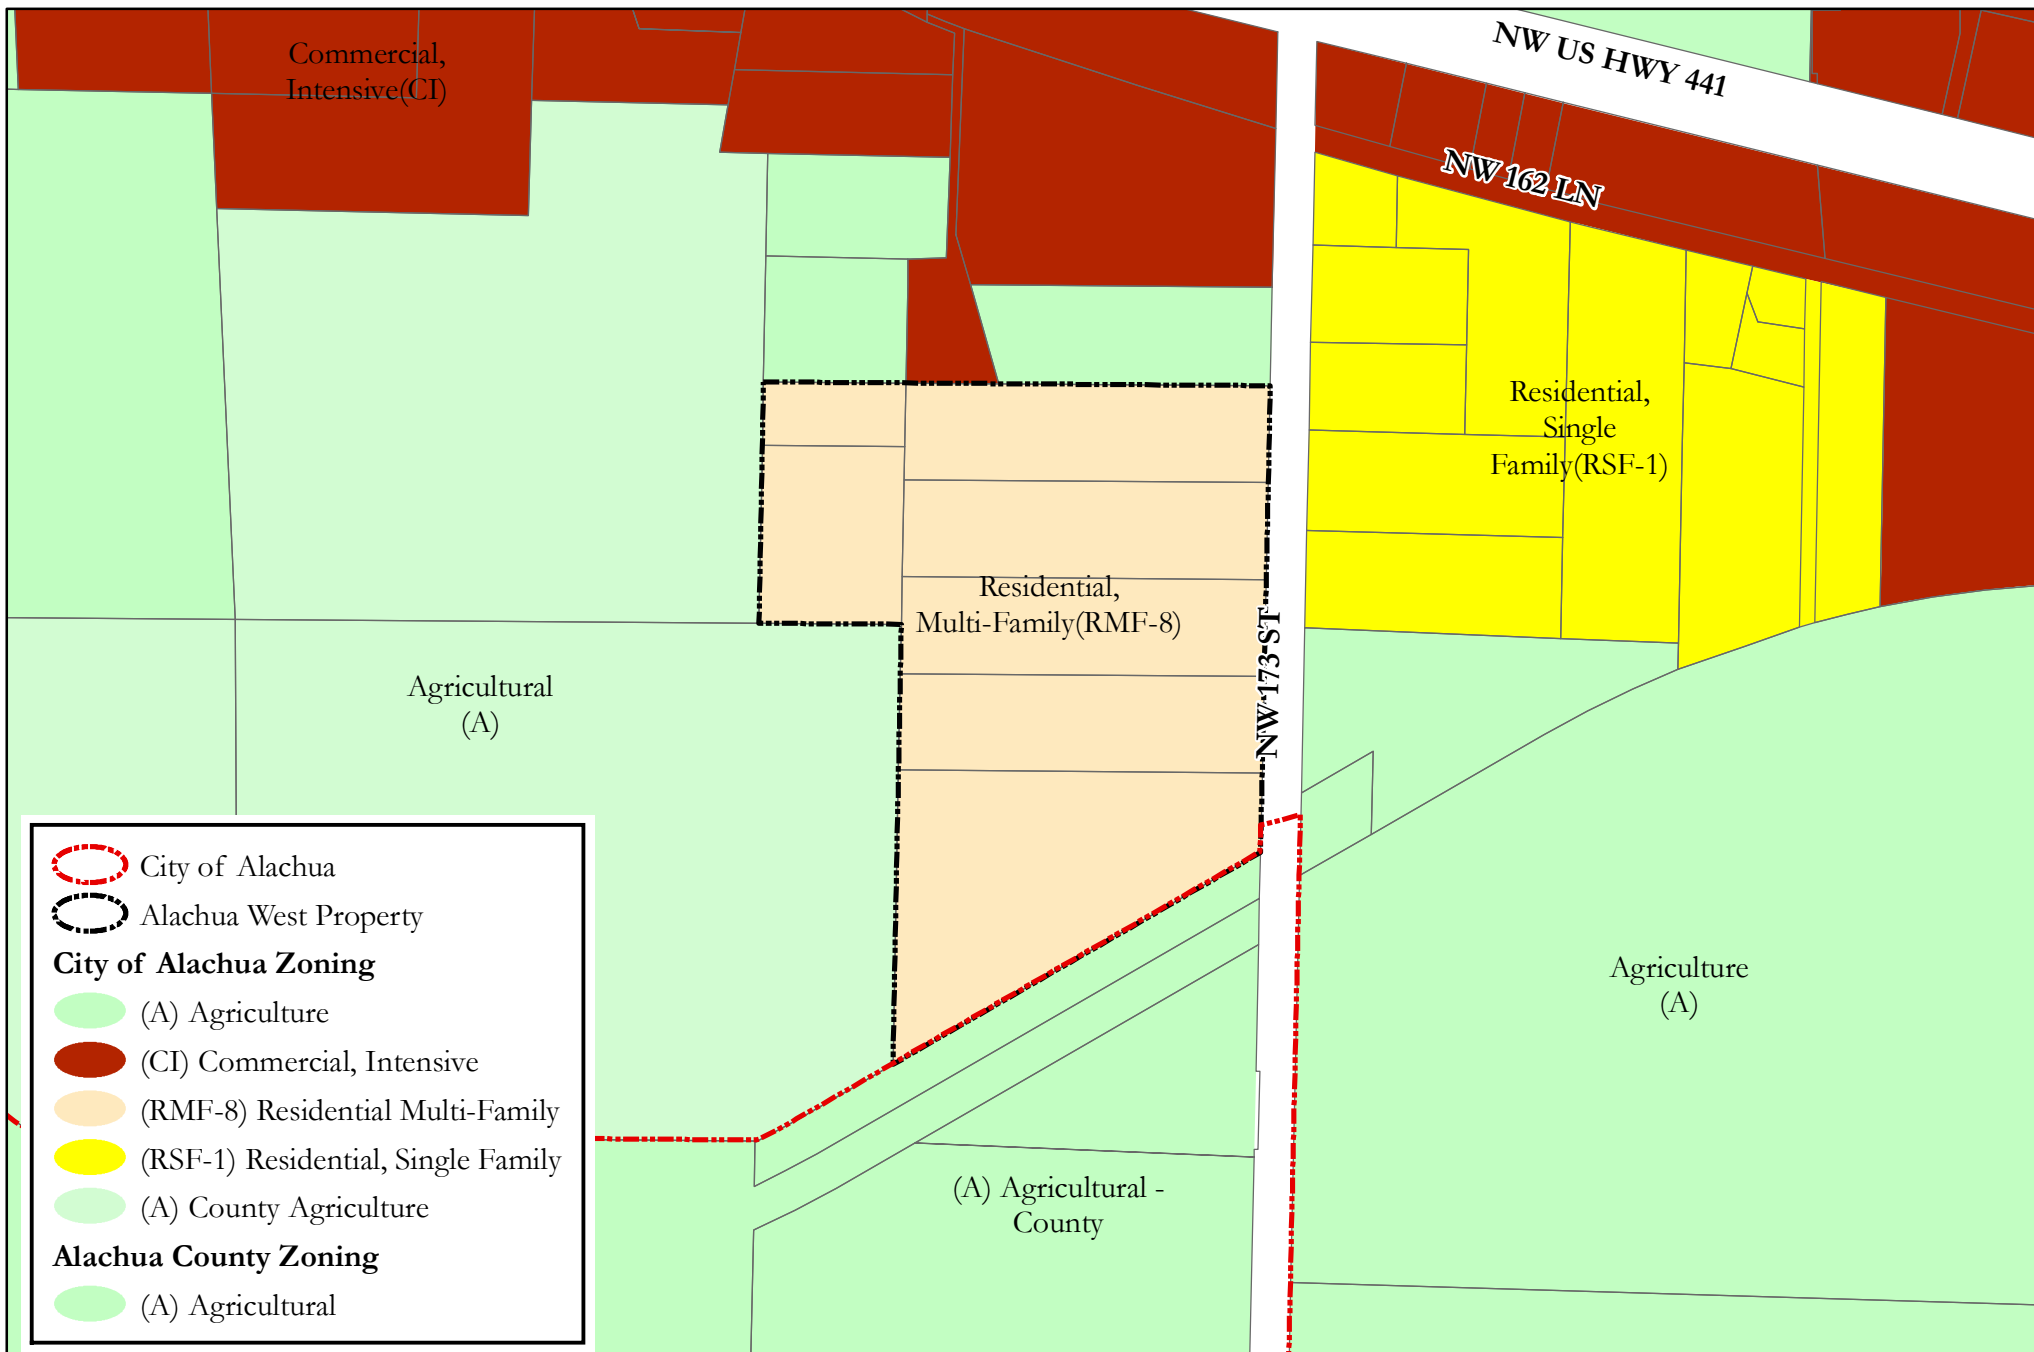 Commercial,
Intensive(CI)
NW US HWY 441
NW 162 LN
Residential,
Single
Family(RSF-1)
Residential,
Multi-Family(RMF-8)
NW 173 ST
Agricultural
(A)
Agriculture
(A)
(A) Agricultural -
County
City of Alachua
Alachua West Property
City of Alachua Zoning
(A) Agriculture
(CI) Commercial, Intensive
(RMF-8) Residential Multi-Family
(RSF-1) Residential, Single Family
(A) County Agriculture
Alachua County Zoning
(A) Agricultural